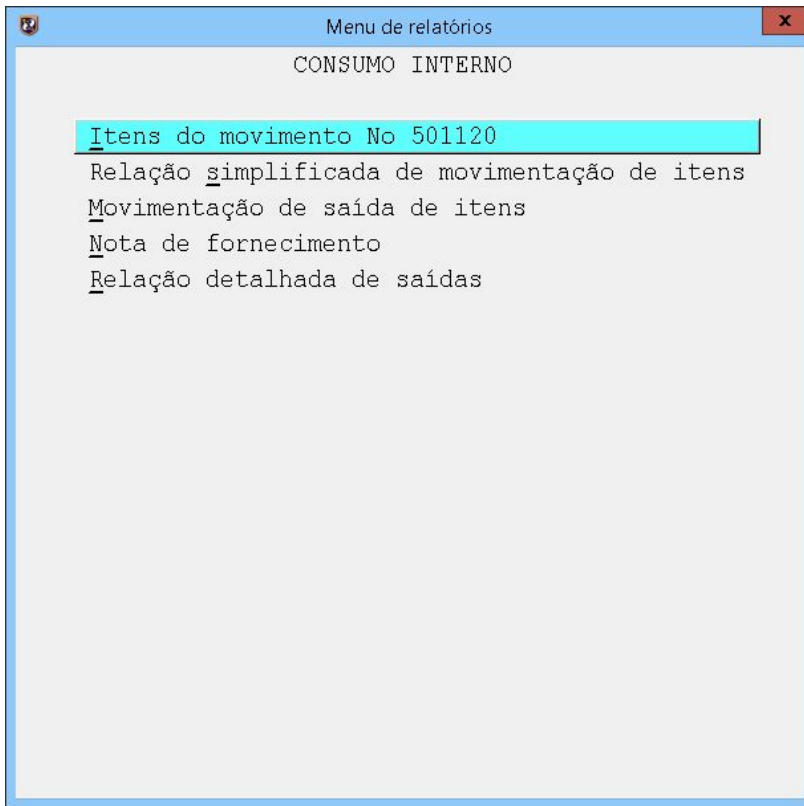 Menu de relatórios
x
CONSUMO INTERNO
Itens do movimento No 501120
Relação simplificada de movimentação de itens
Movimentação de saída de itens
Nota de fornecimento
Relação detalhada de saídas